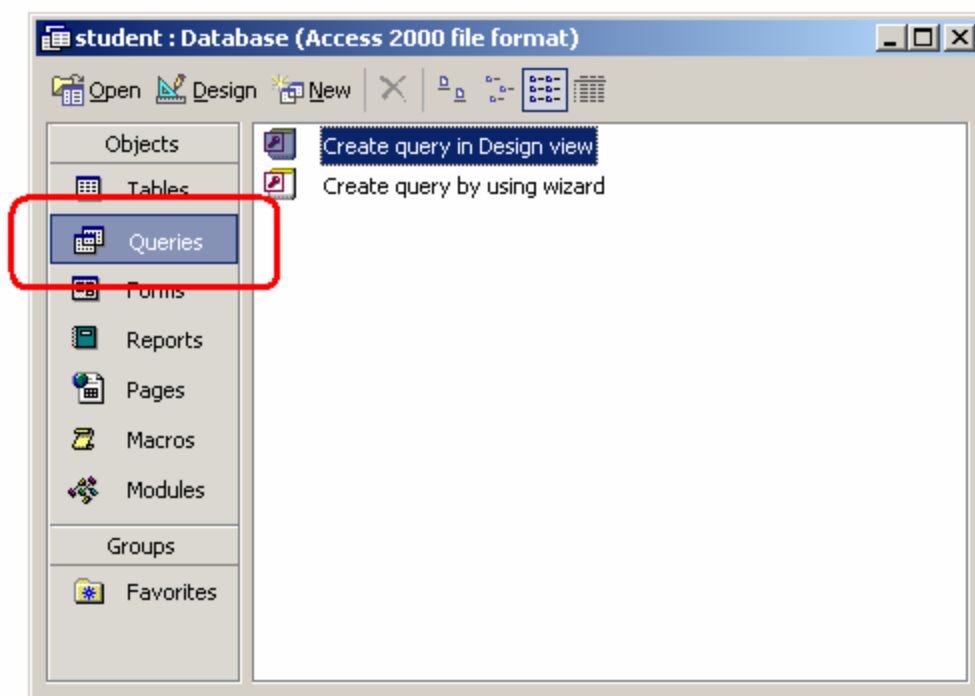 student : Database (Access 2000 file format)
Open Design New
Objects
Tables
Queries
Forms
Reports
Pages
Macros
Modules
Groups
Favorites
Create query in Design view
Create query by using wizard